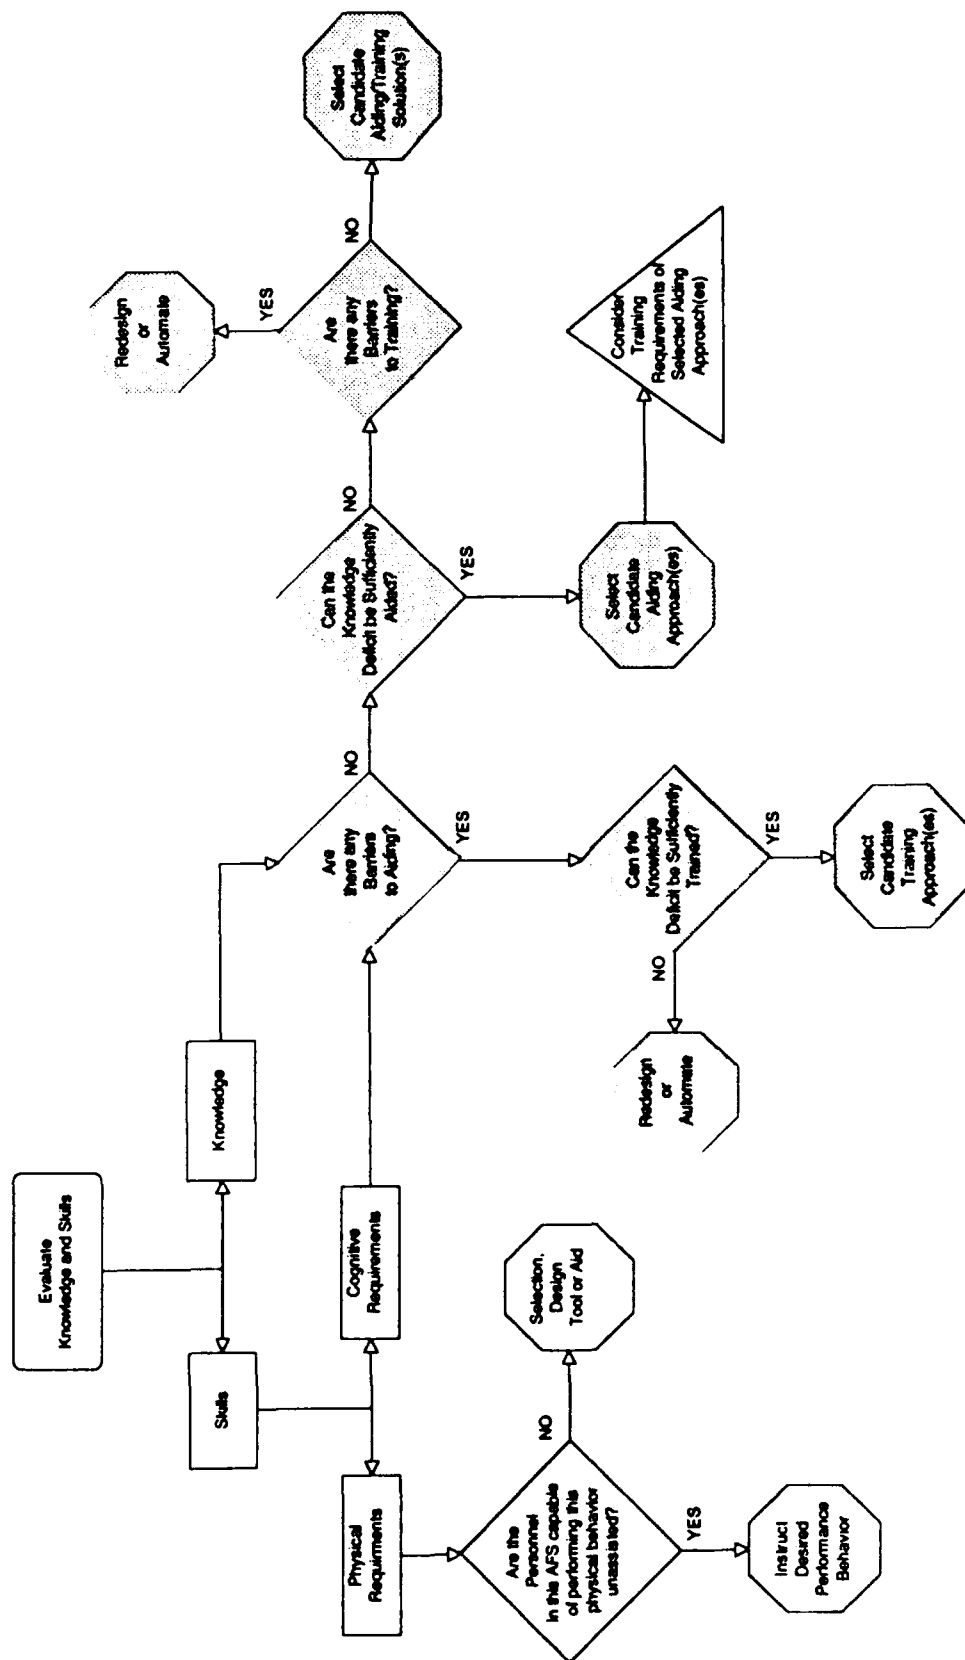 Evaluate
Knowledge and Skills
Skills
Knowledge
Physical
Requirments
Cognitive
Requirements
Are the
Personnel
in this AFS capable
of performing this
physical behavior
unassisted?
NO
Selection,
Design
Tool or Aid
YES
Instruct
Desired
Performance
Behavior
Are
there any
Barriers
to Aiding?
NO
YES
Can the
Knowledge
Deficit be Sufficiently
Trained?
NO
Redesign
or
Automate
YES
Select
Candidate
Training
Approach(es)
Can the
Knowledge
Deficit be Sufficiently
Aided?
NO
YES
Select
Candidate
Aiding
Approach(es)
Consider
Training
Requirements of
Selected Aiding
Approach(es)
Are
there any
Barriers
to Training?
YES
Redesign
or
Automate
NO
Select
Candidate
Aiding/Training
Solution(s)